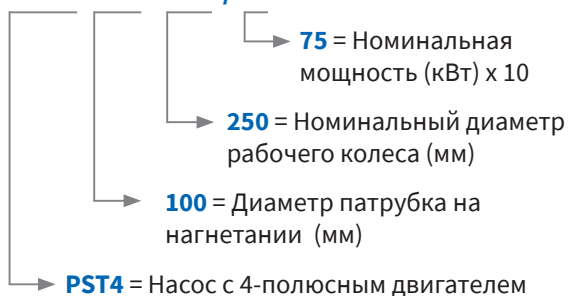 75 = Номинальная
мощность (кВт) x 10
250 = Номинальный диаметр
рабочего колеса (мм)
100 = Диаметр патрубка на
нагнетании (мм)
PST4 = Насос с 4-полюсным двигателем